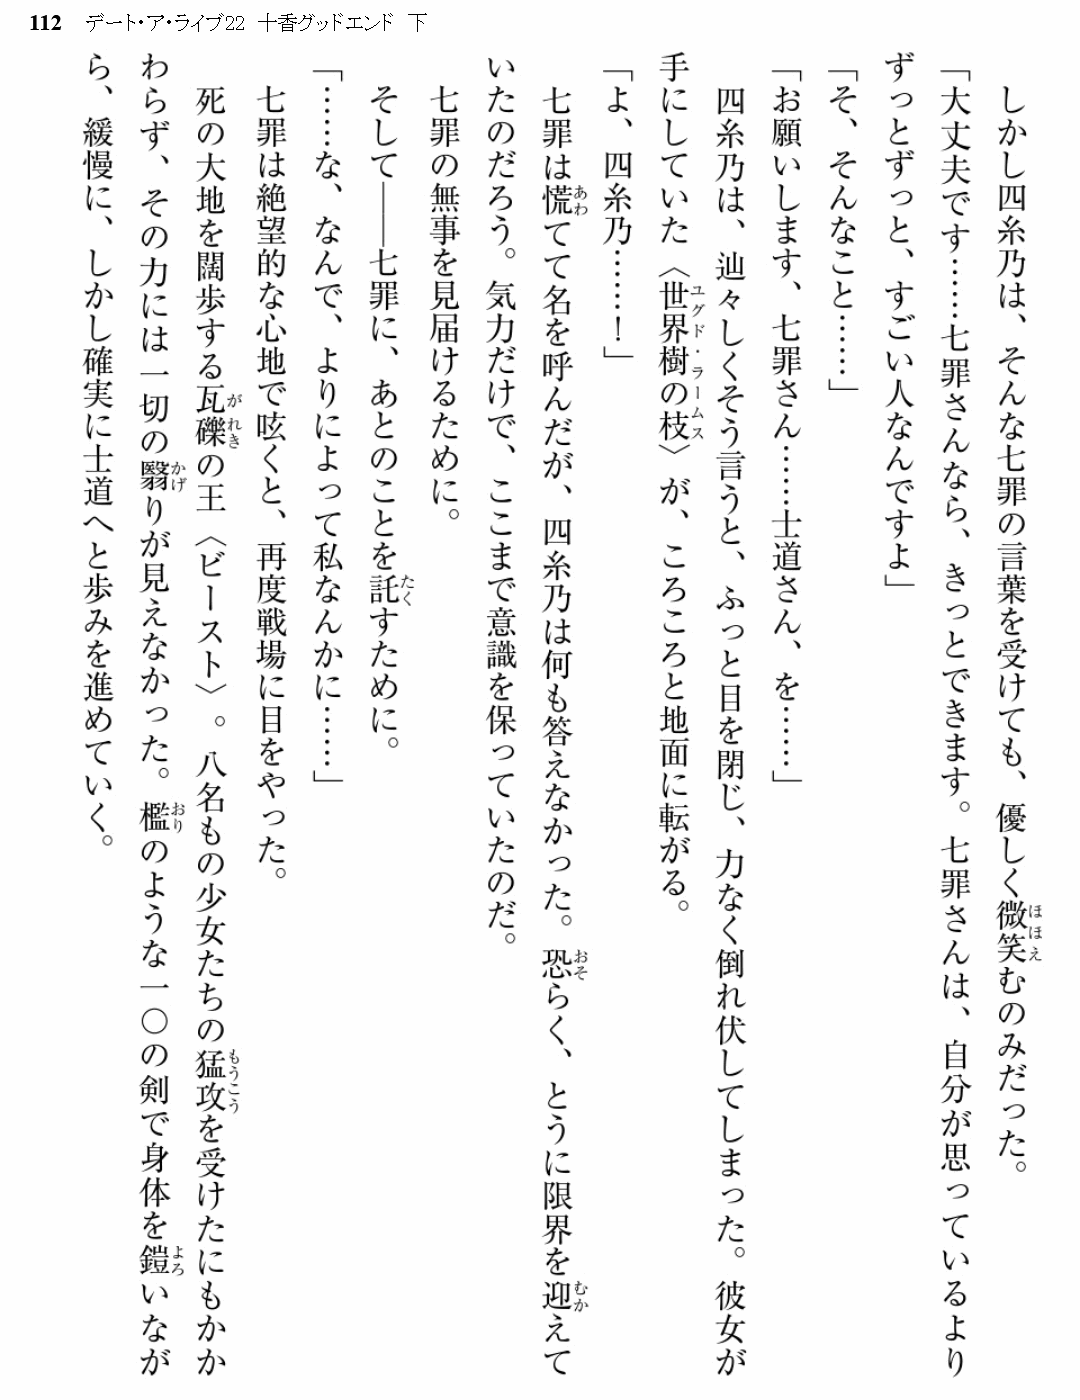 112　デート・ア・ライブ22　十香グッドエンド　下
しかし四糸乃は、そんな七罪の言葉を受けても、優しく微笑むのみだった。
「大丈夫です……七罪さんなら、きっとできます。七罪さんは、自分が思っているより
ずっとずっと、すごい人なんですよ」
「そ、そんなこと……」
「お願いします、七罪さん……士道さん、を……」
四糸乃は、辿々しくそう言うと、ふっと目を閉じ、力なく倒れ伏してしまった。彼女が
手にしていた〈世界樹の枝〉が、ころころと地面に転がる。
「よ、四糸乃……！」
七罪は慌てて名を呼んだが、四糸乃は何も答えなかった。恐らく、とうに限界を迎えて
いたのだろう。気力だけで、ここまで意識を保っていたのだ。
七罪の無事を見届けるために。
そして――七罪に、あとのことを託すために。
「……な、なんで、よりによって私なんかに……」
七罪は絶望的な心地で呟くと、再度戦場に目をやった。
死の大地を闊歩する瓦礫の王〈ビースト〉。八名もの少女たちの猛攻を受けたにもかか
わらず、その力には一切の翳りが見えなかった。檻のような一〇の剣で身体を鎧いなが
ら、緩慢に、しかし確実に士道へと歩みを進めていく。